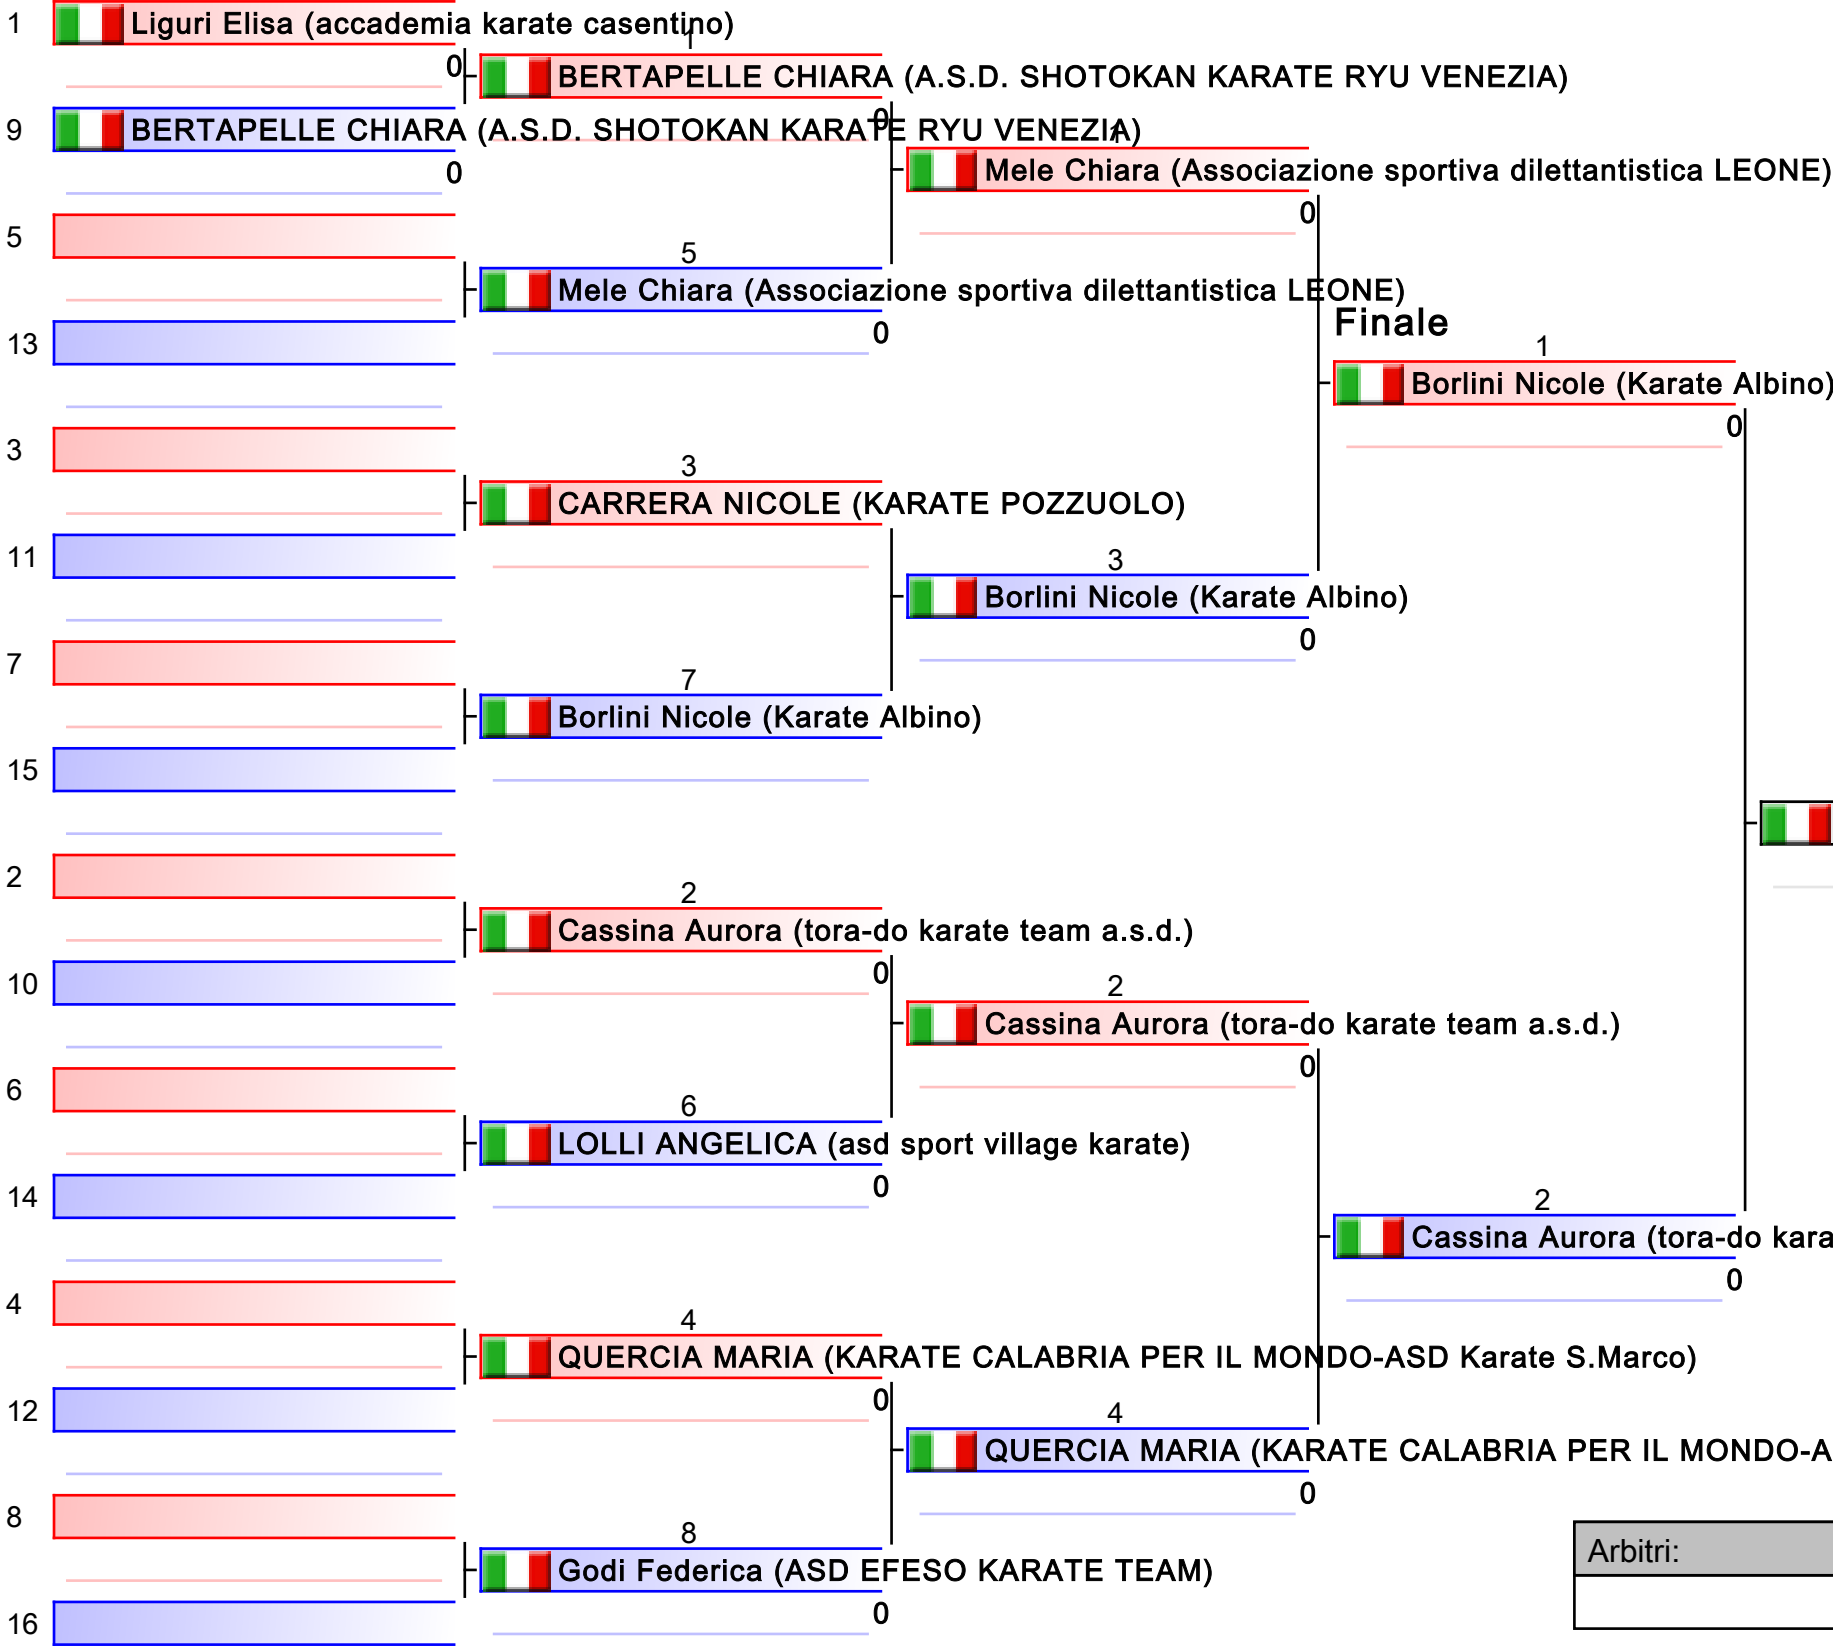 1 Liguri Elisa (accademia karate casentino)
0
1
BERTAPELLE CHIARA (A.S.D. SHOTOKAN KARATE RYU VENEZIA)
0
9 BERTAPELLE CHIARA (A.S.D. SHOTOKAN KARATE RYU VENEZIA)
0
1
Mele Chiara (Associazione sportiva dilettantistica LEONE)
0
5
5
Mele Chiara (Associazione sportiva dilettantistica LEONE)
0
13
Finale
1
Borlini Nicole (Karate Albino)
0
3
3
CARRERA NICOLE (KARATE POZZUOLO)
11
3
Borlini Nicole (Karate Albino)
0
7
7
Borlini Nicole (Karate Albino)
15
2
2
Cassina Aurora (tora-do karate team a.s.d.)
0
10
2
Cassina Aurora (tora-do karate team a.s.d.)
0
6
6
LOLLI ANGELICA (asd sport village karate)
0
14
2
Cassina Aurora (tora-do kara
0
4
4
QUERCIA MARIA (KARATE CALABRIA PER IL MONDO-ASD Karate S.Marco)
0
12
4
QUERCIA MARIA (KARATE CALABRIA PER IL MONDO-A
0
8
8
Godi Federica (ASD EFESO KARATE TEAM)
0
16
Arbitri: